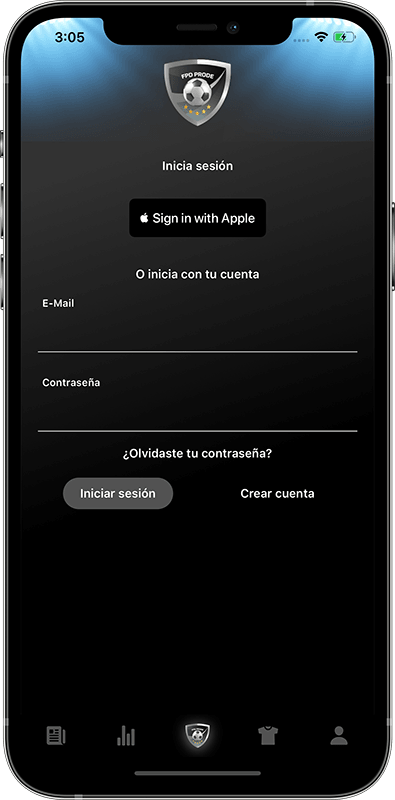 3:05
FPD PRODE
Inicia sesión
Sign in with Apple
O inicia con tu cuenta
E-Mail
Contraseña
¿Olvidaste tu contraseña?
Iniciar sesión
Crear cuenta